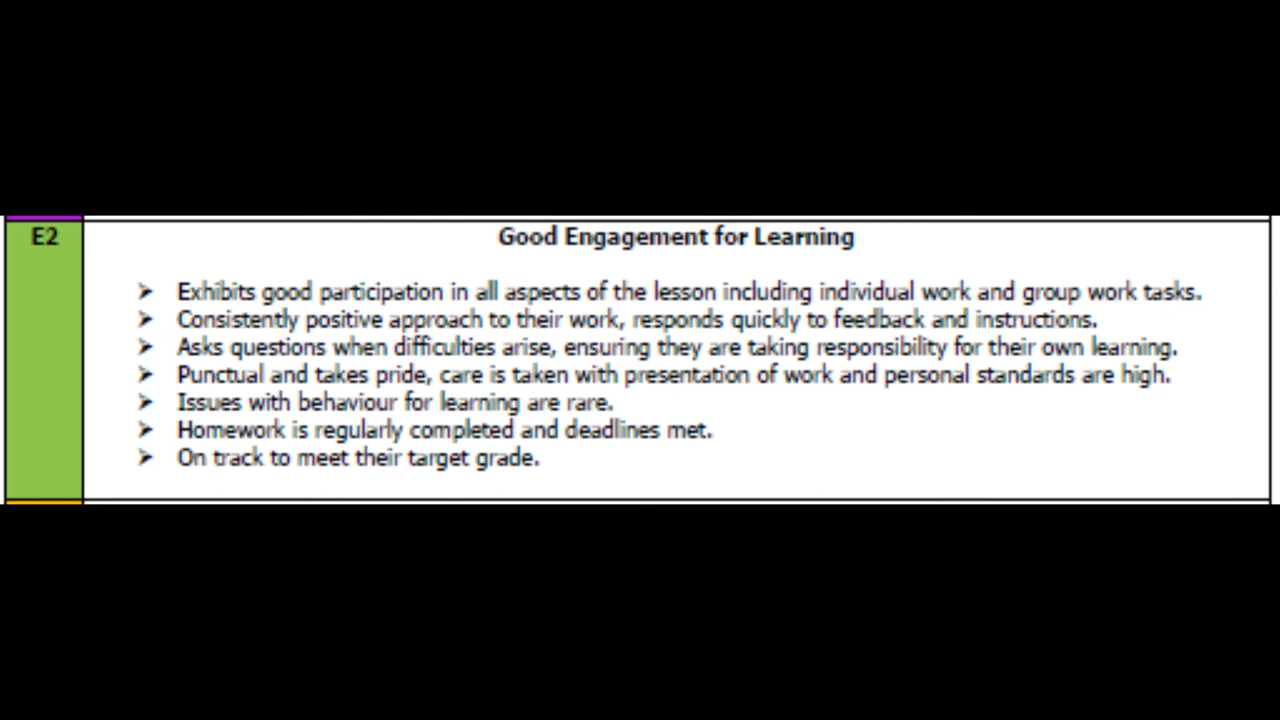 E2
Good Engagement for Learning
➤ Exhibits good participation in all aspects of the lesson including individual work and group work tasks.
➤ Consistently positive approach to their work, responds quickly to feedback and instructions.
➤ Asks questions when difficulties arise, ensuring they are taking responsibility for their own learning.
➤ Punctual and takes pride, care is taken with presentation of work and personal standards are high.
➤ Issues with behaviour for learning are rare.
➤ Homework is regularly completed and deadlines met.
➤ On track to meet their target grade.